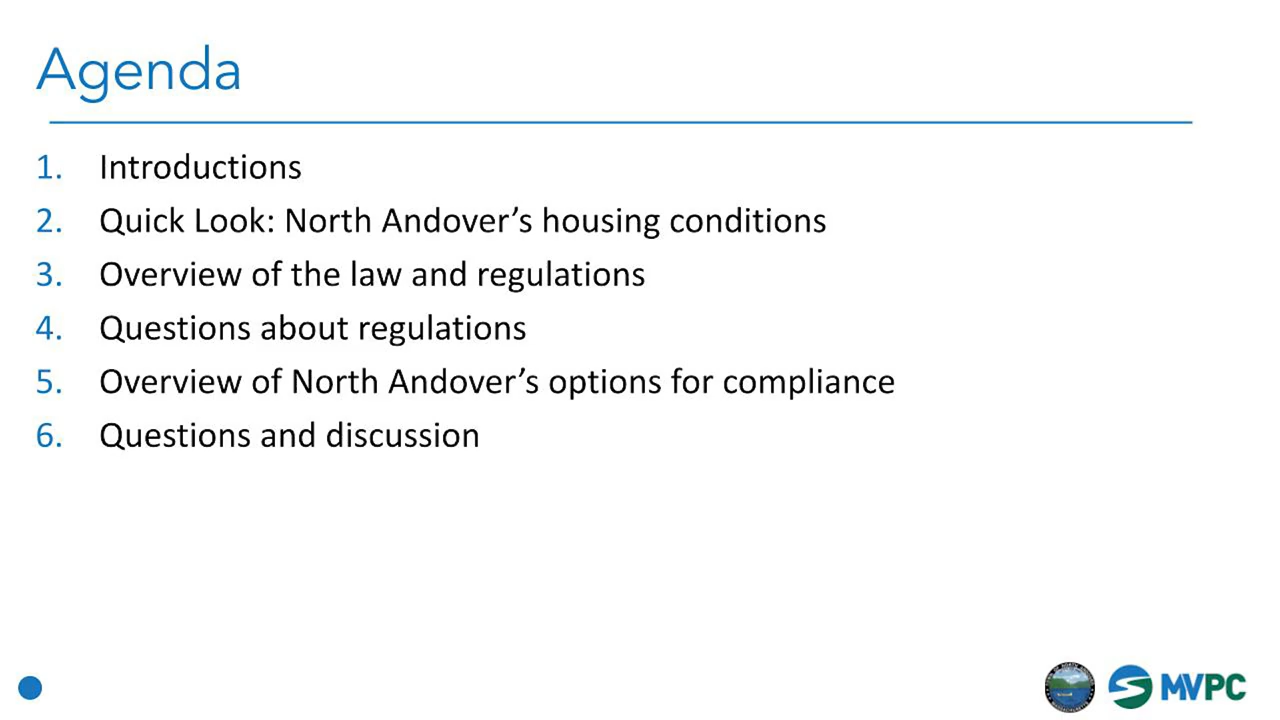 Agenda
1. Introductions
2. Quick Look: North Andover’s housing conditions
3. Overview of the law and regulations
4. Questions about regulations
5. Overview of North Andover’s options for compliance
6. Questions and discussion
MVPC